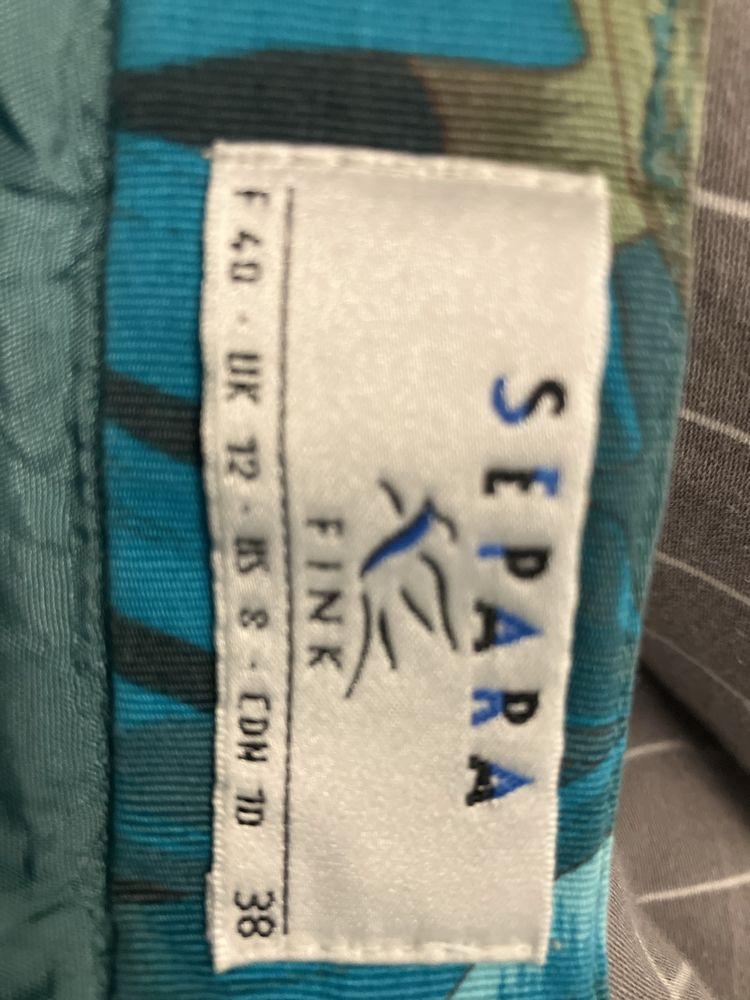 SEPARA
FINK
F 40 · UK 12 · US 8 · CDN 10 38